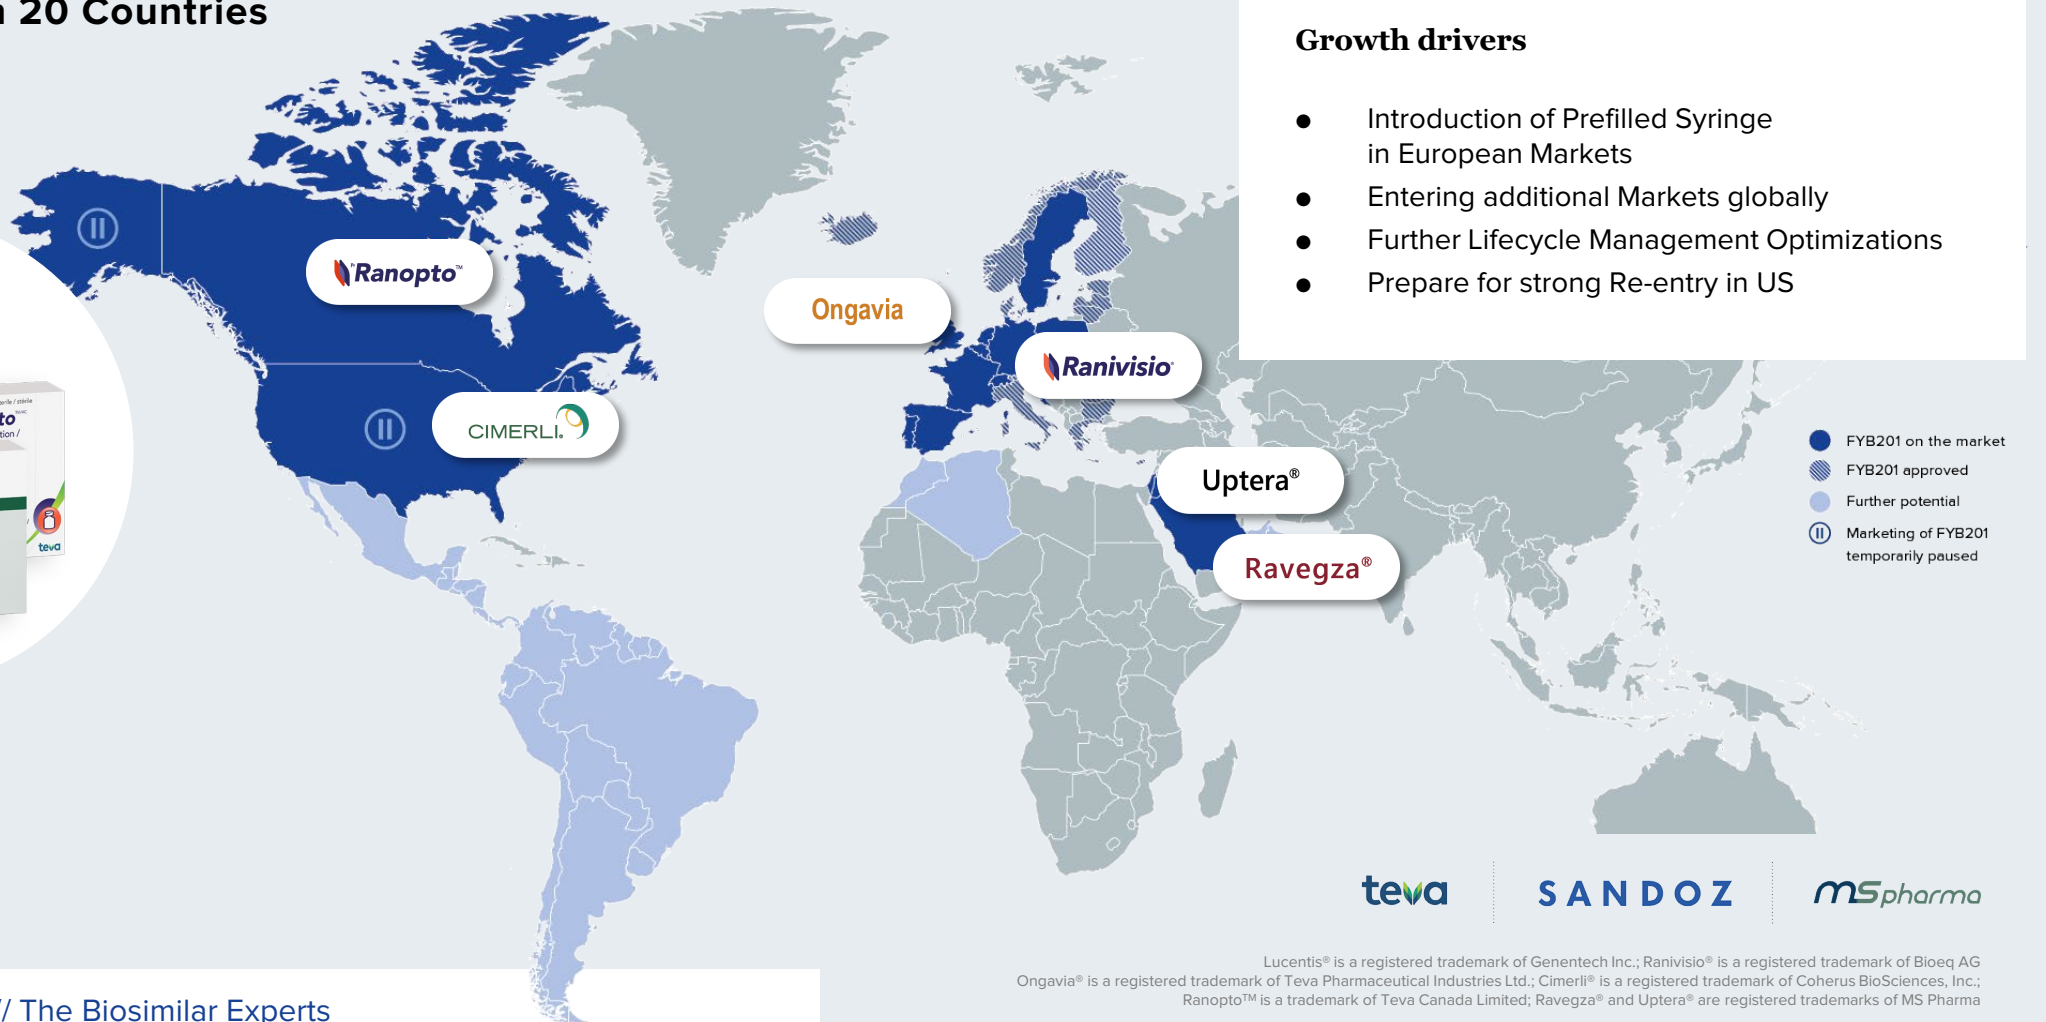 20 Countries
Growth drivers
● Introduction of Prefilled Syringe
in European Markets
● Entering additional Markets globally
● Further Lifecycle Management Optimizations
● Prepare for strong Re-entry in US
Ranopto™
Ongavia
Ranivisio®
CIMERLI®
Uptera®
Ravegza®
to
tion /
teva
FYB201 on the market
FYB201 approved
Further potential
Marketing of FYB201
temporarily paused
teva
SANDOZ
mspharma
Lucentis® is a registered trademark of Genentech Inc.; Ranivisio® is a registered trademark of Bioeq AG
Ongavia® is a registered trademark of Teva Pharmaceutical Industries Ltd.; Cimerli® is a registered trademark of Coherus BioSciences, Inc.;
Ranopto™ is a trademark of Teva Canada Limited; Ravegza® and Uptera® are registered trademarks of MS Pharma
// The Biosimilar Experts